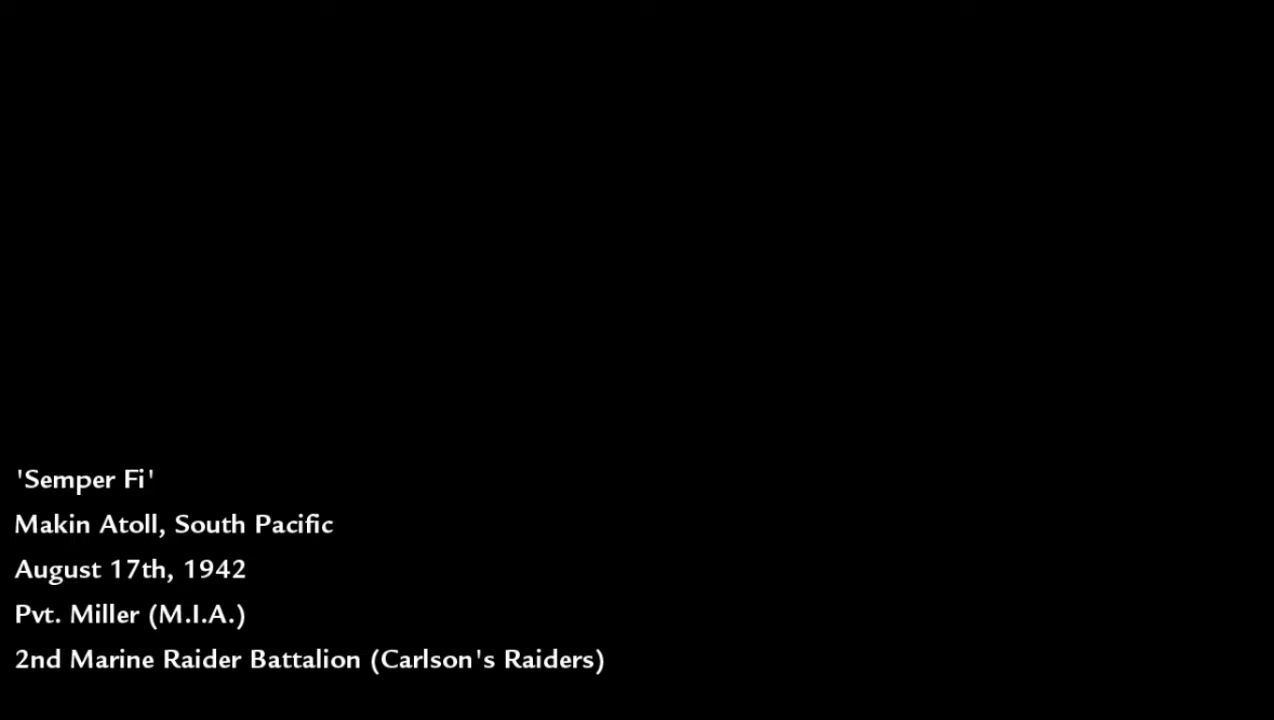 'Semper Fi'
Makin Atoll, South Pacific
August 17th, 1942
Pvt. Miller (M.I.A.)
2nd Marine Raider Battalion (Carlson's Raiders)